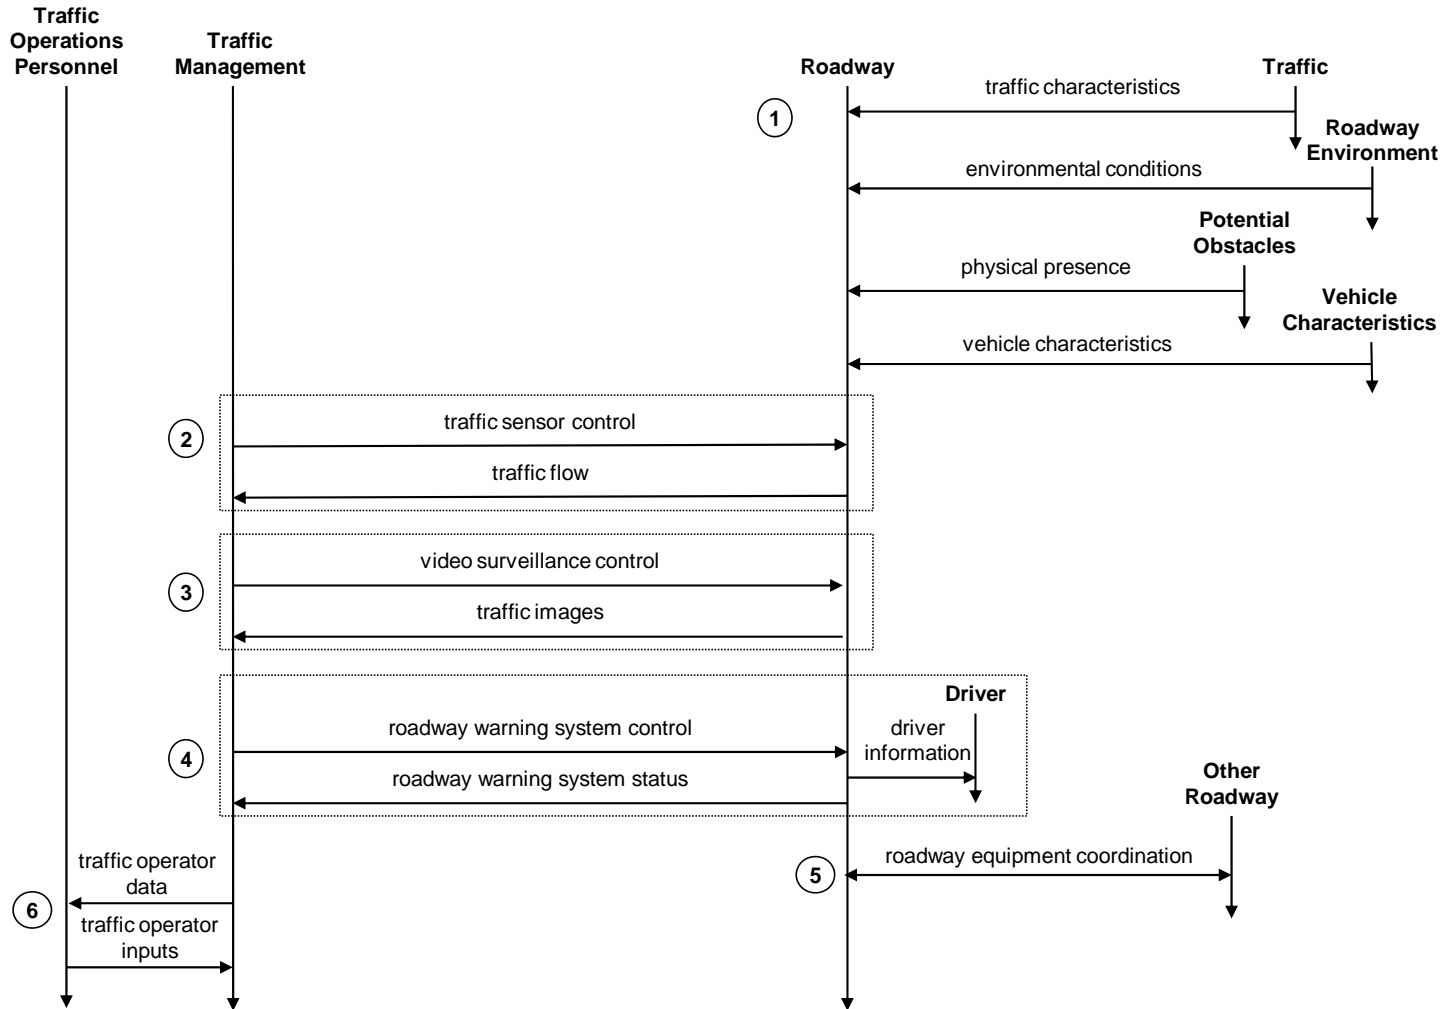 Traffic
Operations
Personnel
Traffic
Management
Roadway
Traffic
traffic characteristics
1
Roadway
Environment
environmental conditions
Potential
Obstacles
physical presence
Vehicle
Characteristics
vehicle characteristics
2
traffic sensor control
traffic flow
3
video surveillance control
traffic images
4
roadway warning system control
roadway warning system status
Driver
driver
information
Other
Roadway
5
roadway equipment coordination
6
traffic operator
data
traffic operator
inputs